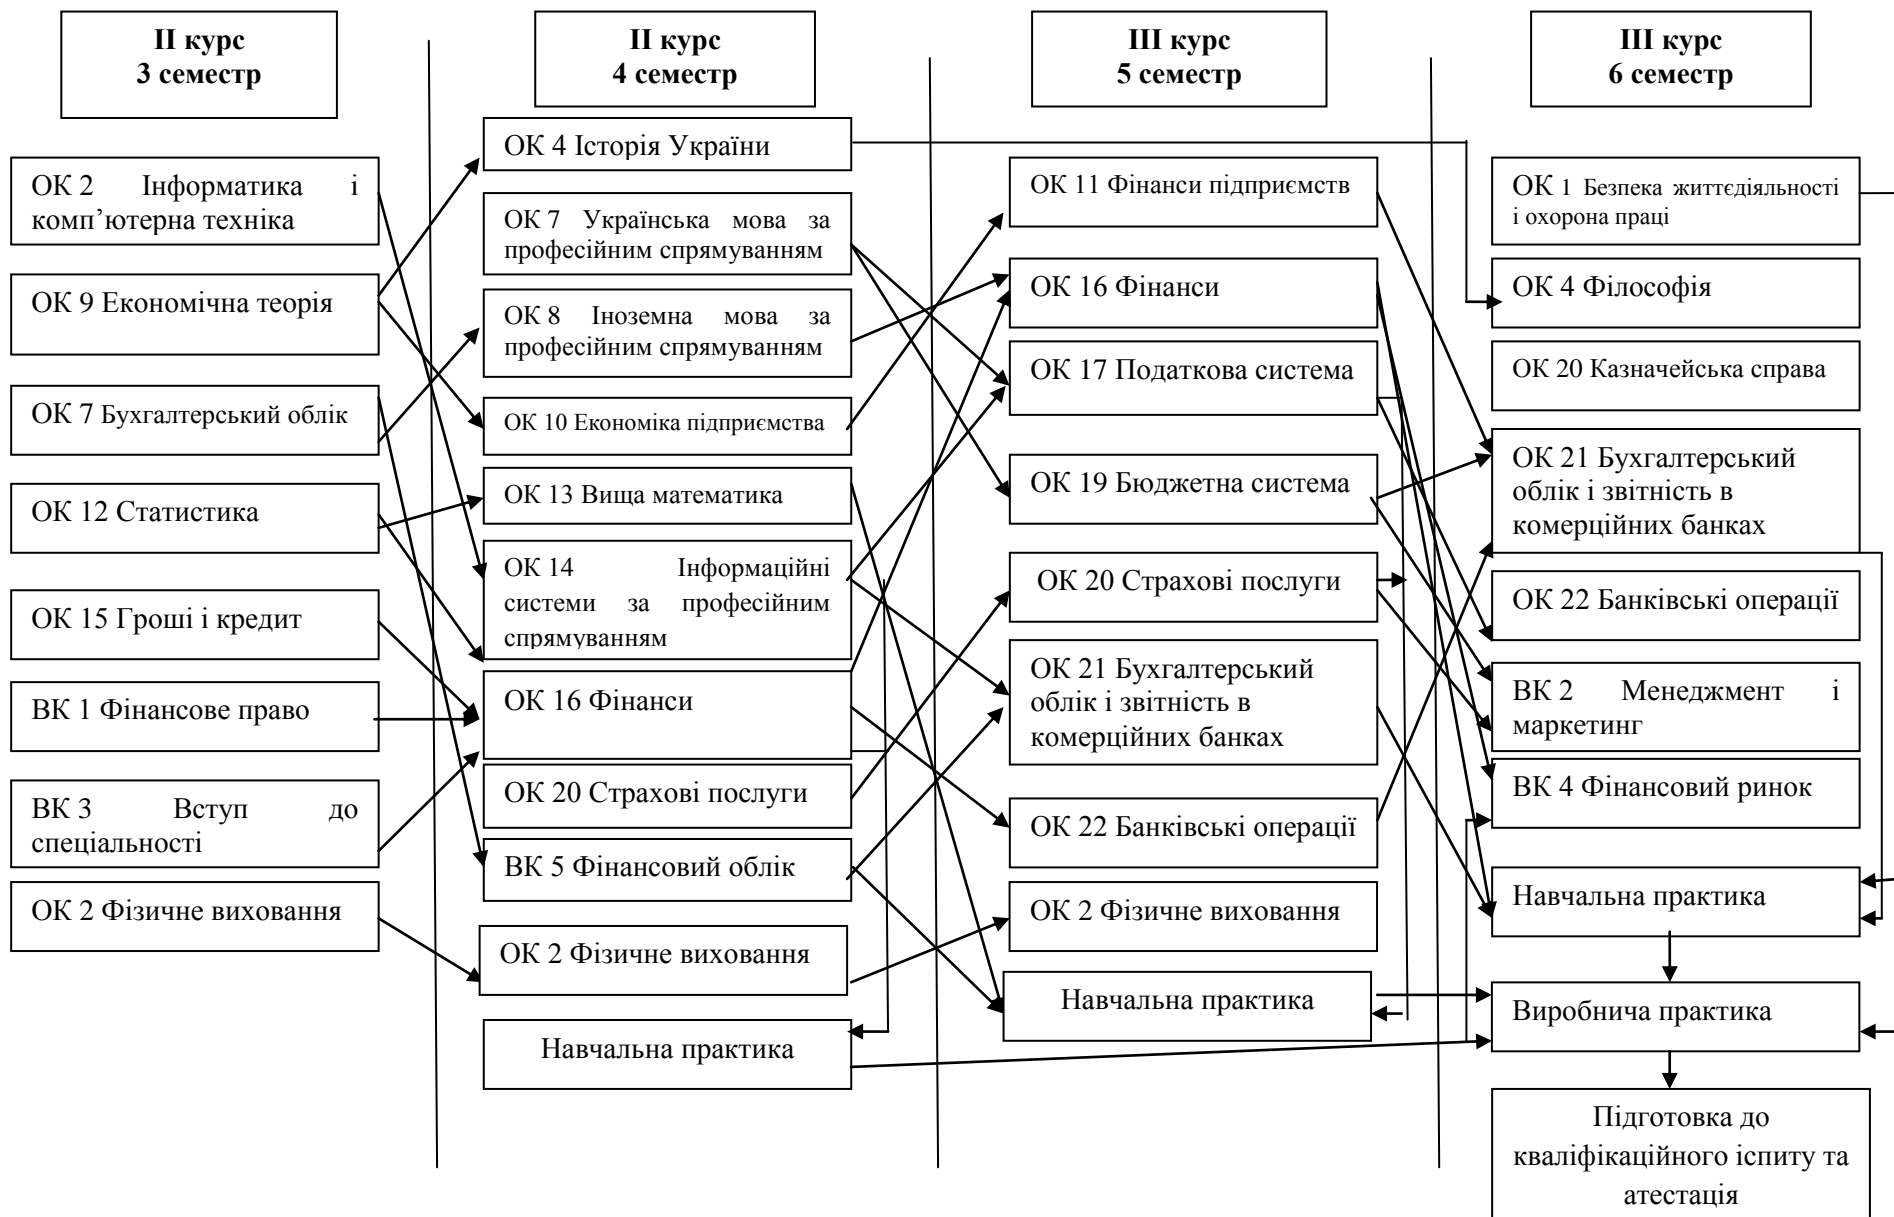 II курс
3 семестр
ОК 2 Інформатика і
комп’ютерна техніка
ОК 9 Економічна теорія
ОК 7 Бухгалтерський облік
ОК 12 Статистика
ОК 15 Гроші і кредит
ВК 1 Фінансове право
ВК 3 Вступ до
спеціальності
ОК 2 Фізичне виховання
II курс
4 семестр
ОК 4 Історія України
ОК 7 Українська мова за
професійним спрямуванням
ОК 8 Іноземна мова за
професійним спрямуванням
ОК 10 Економіка підприємства
ОК 13 Вища математика
ОК 14 Інформаційні
системи за професійним
спрямуванням
ОК 16 Фінанси
ОК 20 Страхові послуги
ВК 5 Фінансовий облік
ОК 2 Фізичне виховання
Навчальна практика
III курс
5 семестр
ОК 11 Фінанси підприємств
ОК 16 Фінанси
ОК 17 Податкова система
ОК 19 Бюджетна система
ОК 20 Страхові послуги
ОК 21 Бухгалтерський
облік і звітність в
комерційних банках
ОК 22 Банківські операції
ОК 2 Фізичне виховання
Навчальна практика
III курс
6 семестр
ОК 1 Безпека життєдіяльності
і охорона праці
ОК 4 Філософія
ОК 20 Казначейська справа
ОК 21 Бухгалтерський
облік і звітність в
комерційних банках
ОК 22 Банківські операції
ВК 2 Менеджмент і
маркетинг
ВК 4 Фінансовий ринок
Навчальна практика
Виробнича практика
Підготовка до
кваліфікаційного іспиту та
атестація